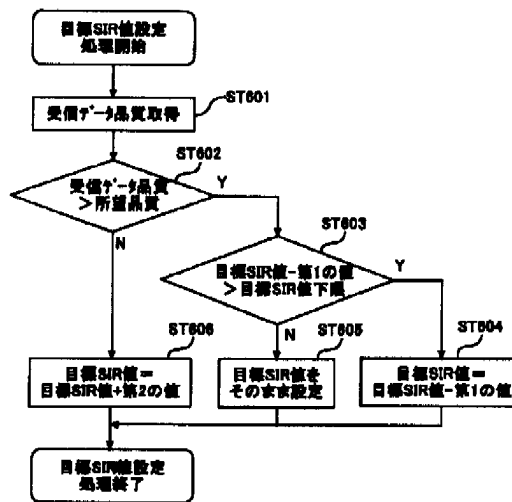 目標SIR値設定
処理開始
ST601
受信データ品質取得
ST602
受信データ品質
>所望品質
Y
N
ST603
目標SIR値-第1の値
>目標SIR値下限
Y
N
ST606
目標SIR値=
目標SIR値+第2の値
ST605
目標SIR値を
そのまま設定
ST604
目標SIR値=
目標SIR値-第1の値
目標SIR値設定
処理終了